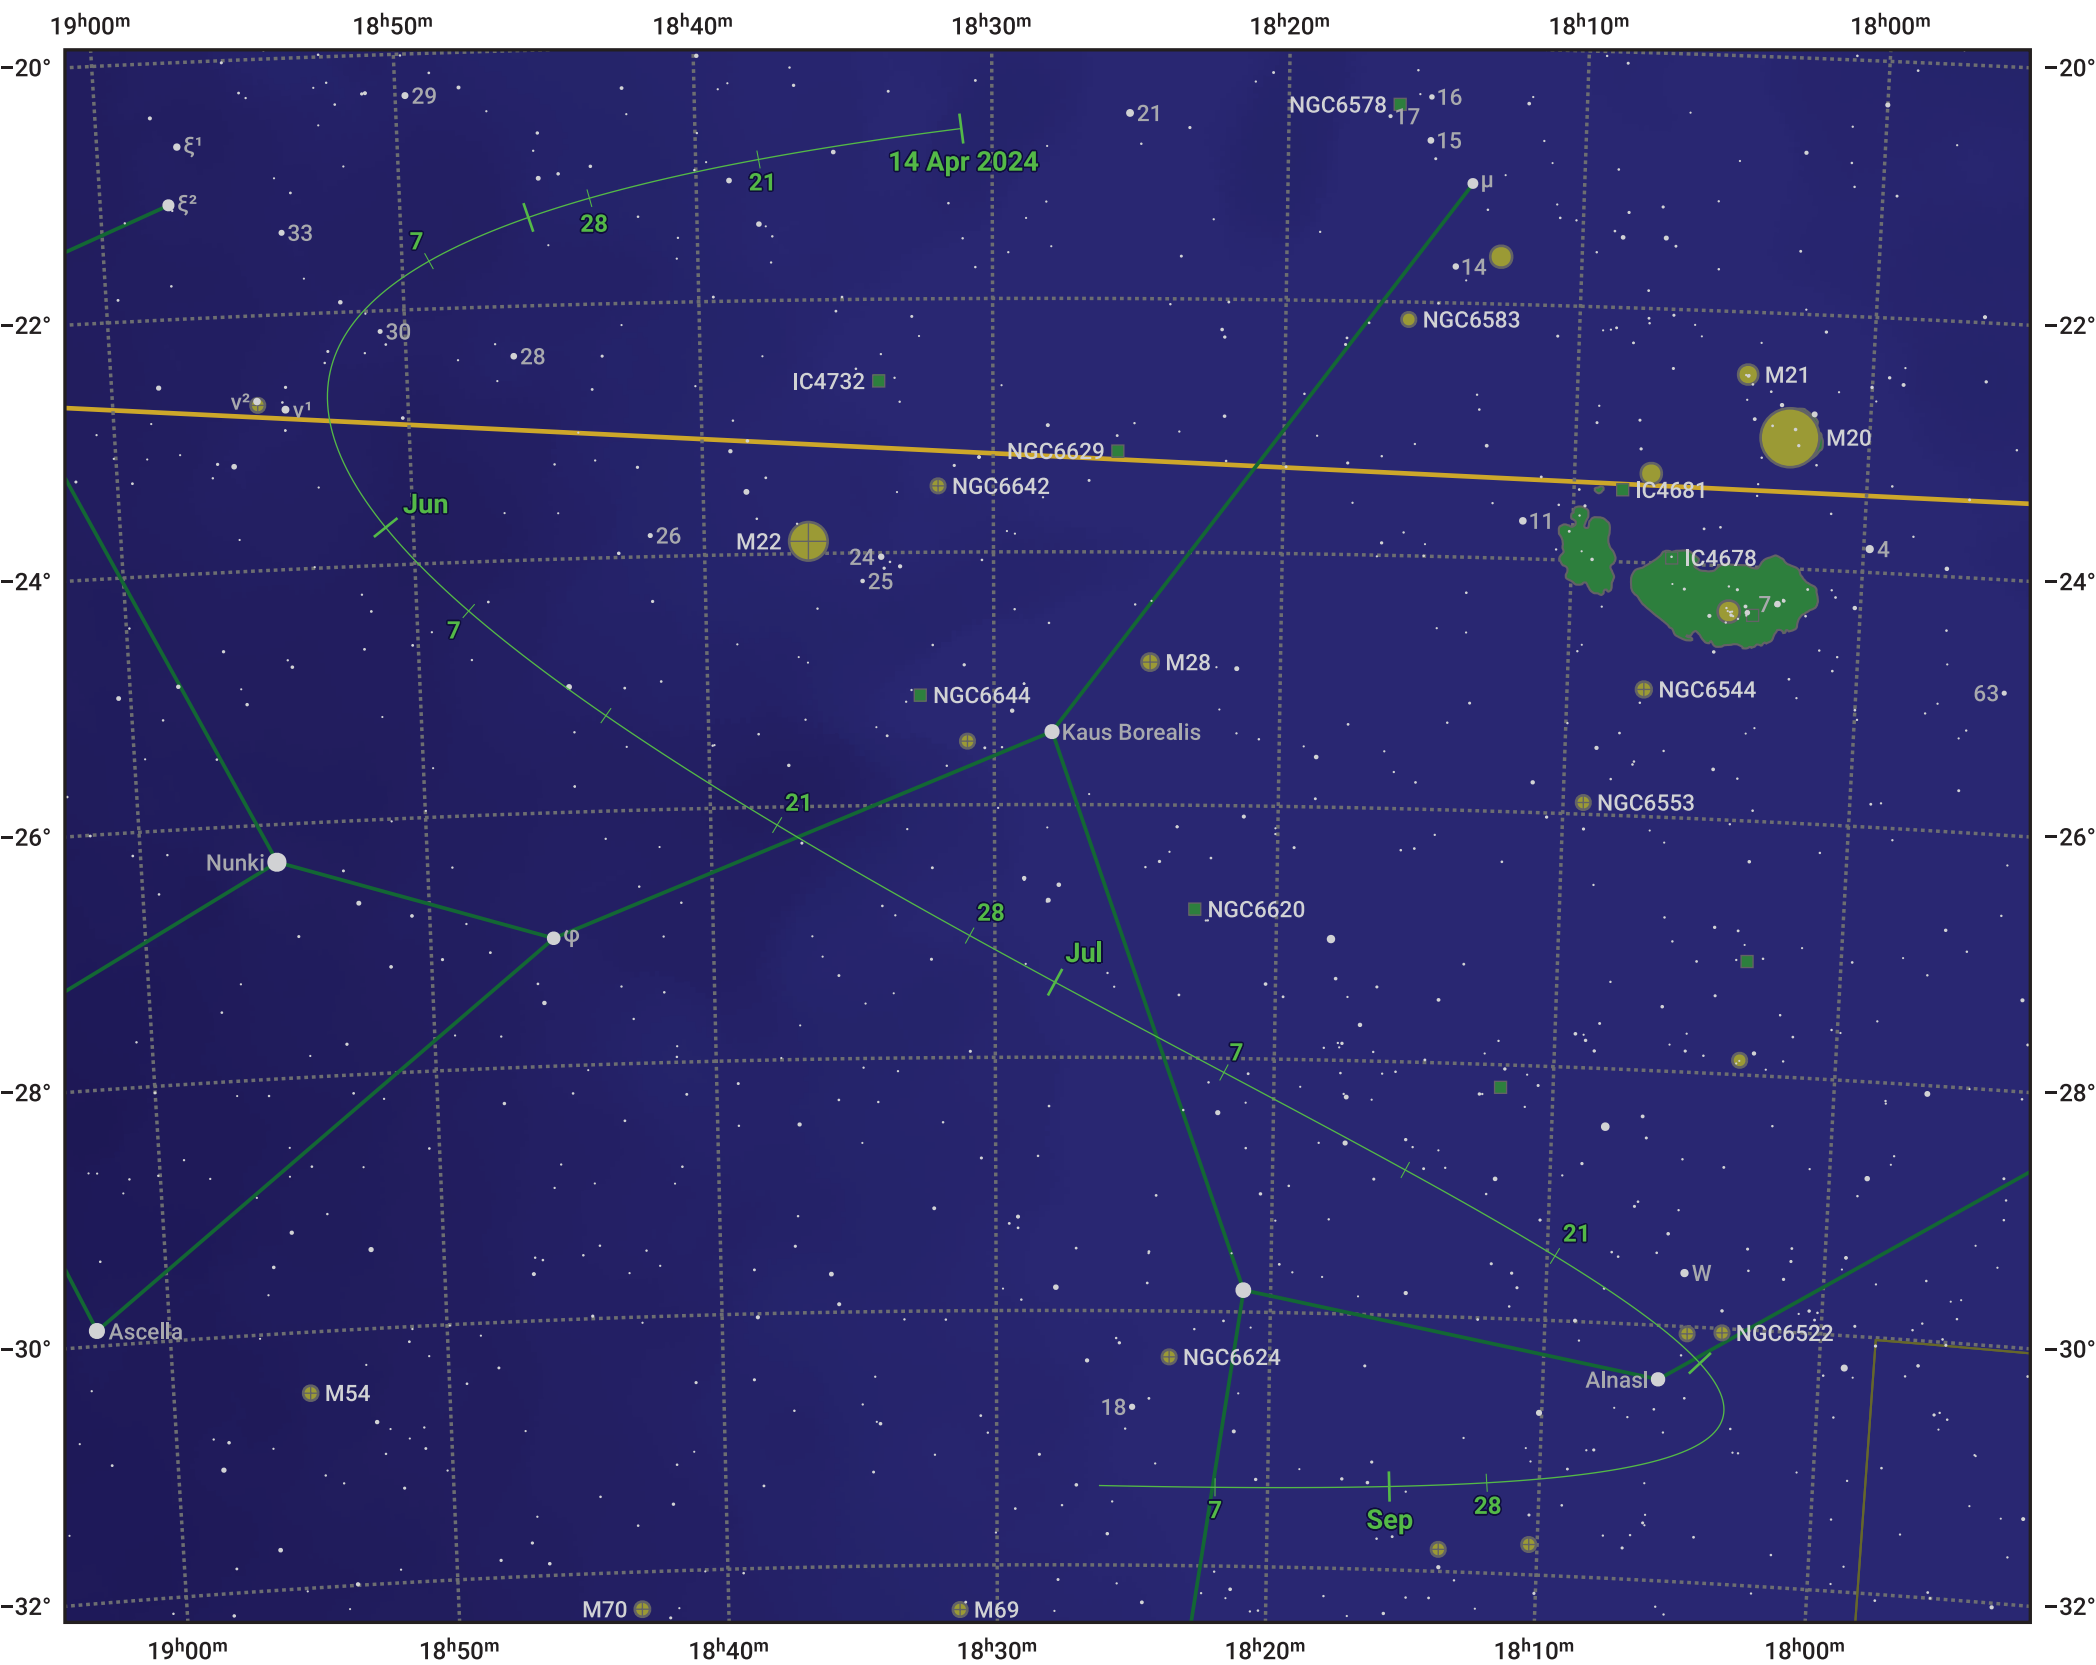 19ʰ00ᵐ 18ʰ50ᵐ 18ʰ40ᵐ 18ʰ30ᵐ 18ʰ20ᵐ 18ʰ10ᵐ 18ʰ00ᵐ
−20° −20°
29
NGC6578
16
17
21
15
ξ¹
14 Apr 2024
21
μ
ξ²
28
33
7
14
−22° −22°
NGC6583
30
28
IC4732
M21
ν²
ν¹
M20
NGC6629
NGC6642
IC4681
Jun
11
26
M22
24
4
IC4678
25
−24° −24°
7
7
M28
NGC6544
NGC6644
63
Kaus Borealis
21
NGC6553
−26° −26°
Nunki
28
NGC6620
φ
Jul
7
−28° −28°
21
W
Ascella
NGC6522
−30° −30°
NGC6624
Alnasl
M54
18
7
28
Sep
−32° −32°
M70
M69
19ʰ00ᵐ 18ʰ50ᵐ 18ʰ40ᵐ 18ʰ30ᵐ 18ʰ20ᵐ 18ʰ10ᵐ 18ʰ00ᵐ